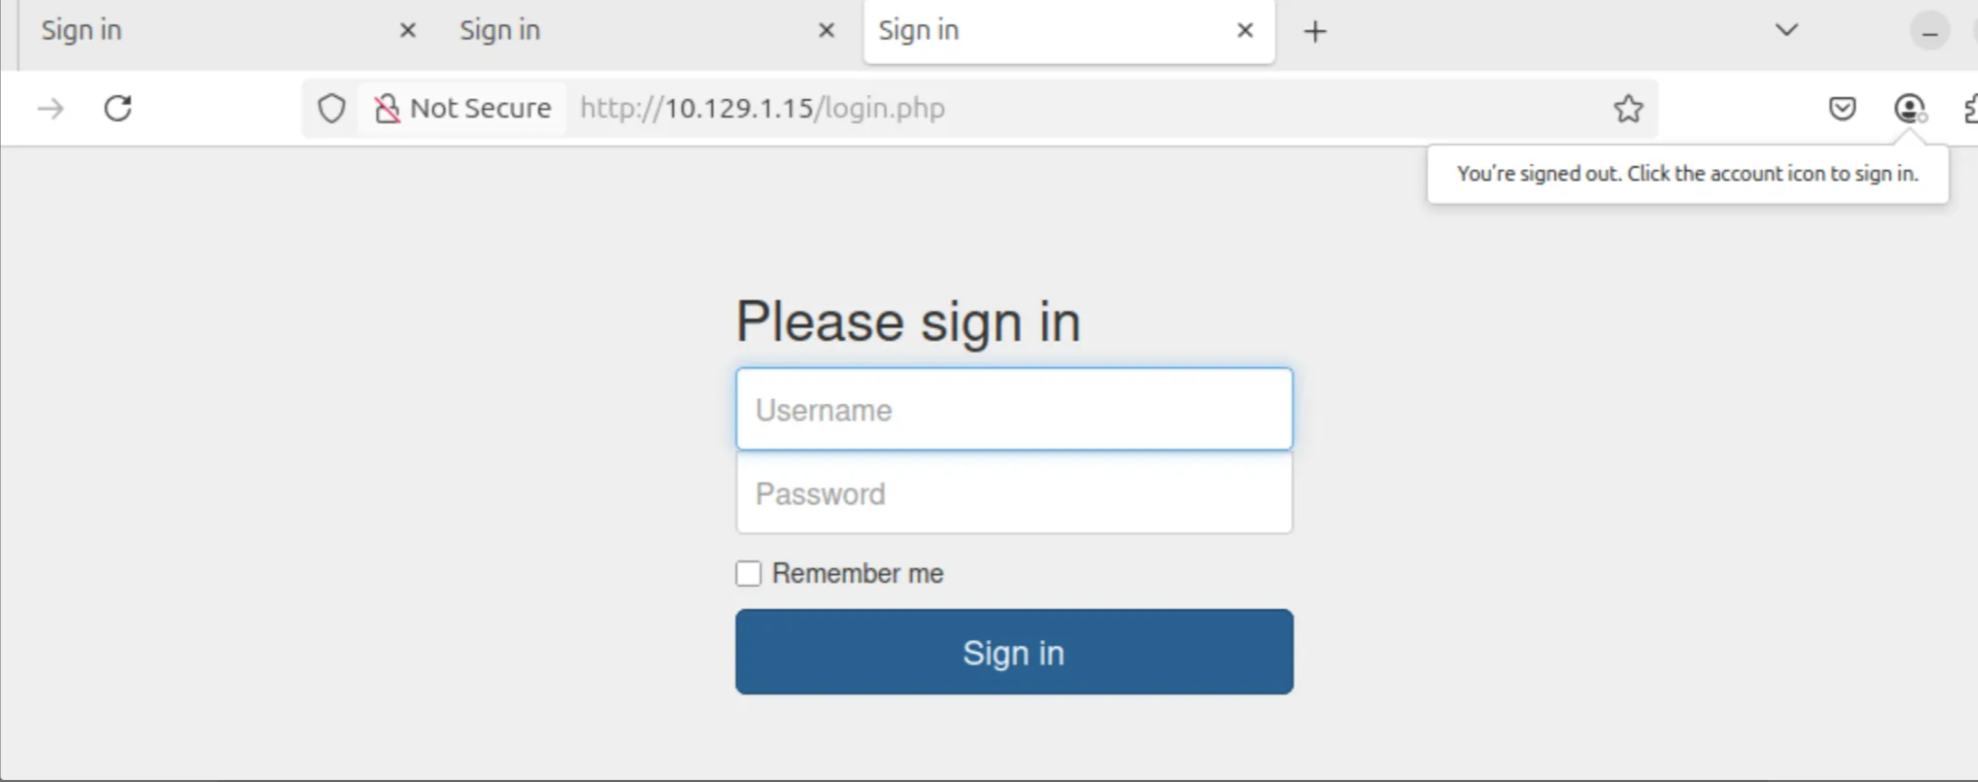 Sign in Sign in Sign in
Not Secure http://10.129.1.15/login.php
You're signed out. Click the account icon to sign in.
Please sign in
Username
Password
Remember me
Sign in